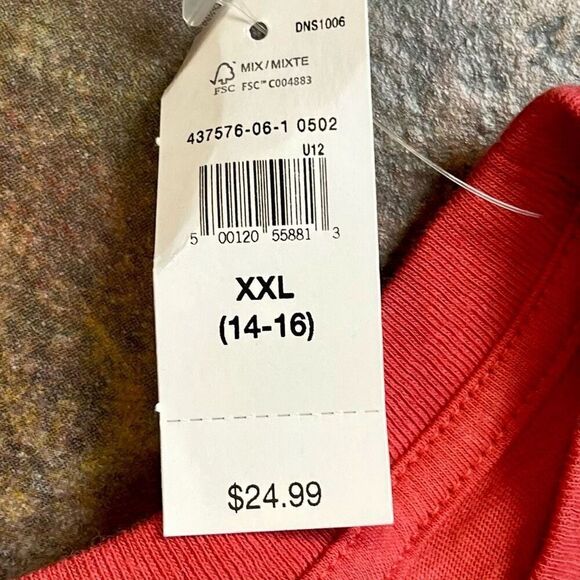 DNS1006
MIX/MIXTE
FSC FSC™ C004883
437576-06-1 0502
U12
5 00120 55881 3
XXL
(14-16)
$24.99